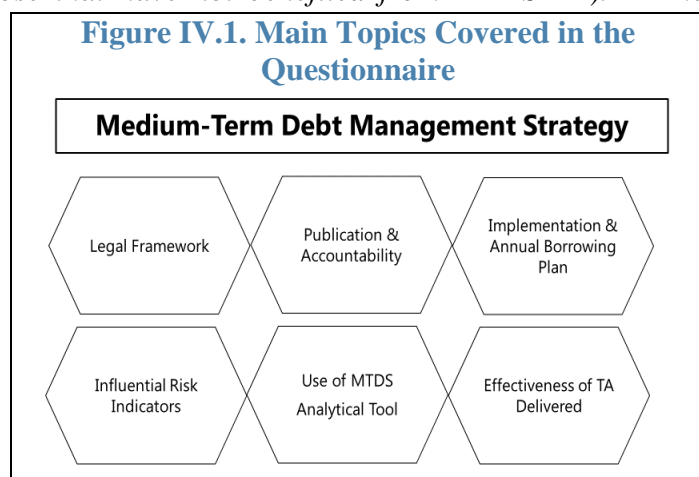 Figure IV.1. Main Topics Covered in the
Questionnaire
Medium-Term Debt Management Strategy
Legal Framework
Publication &
Accountability
Implementation &
Annual Borrowing
Plan
Influential Risk
Indicators
Use of MTDS
Analytical Tool
Effectiveness of TA
Delivered